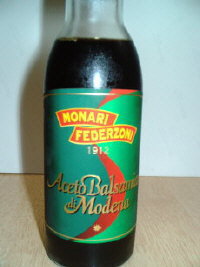 MONARI
FEDERZONI
1912
Aceto Balsamico
di Modena